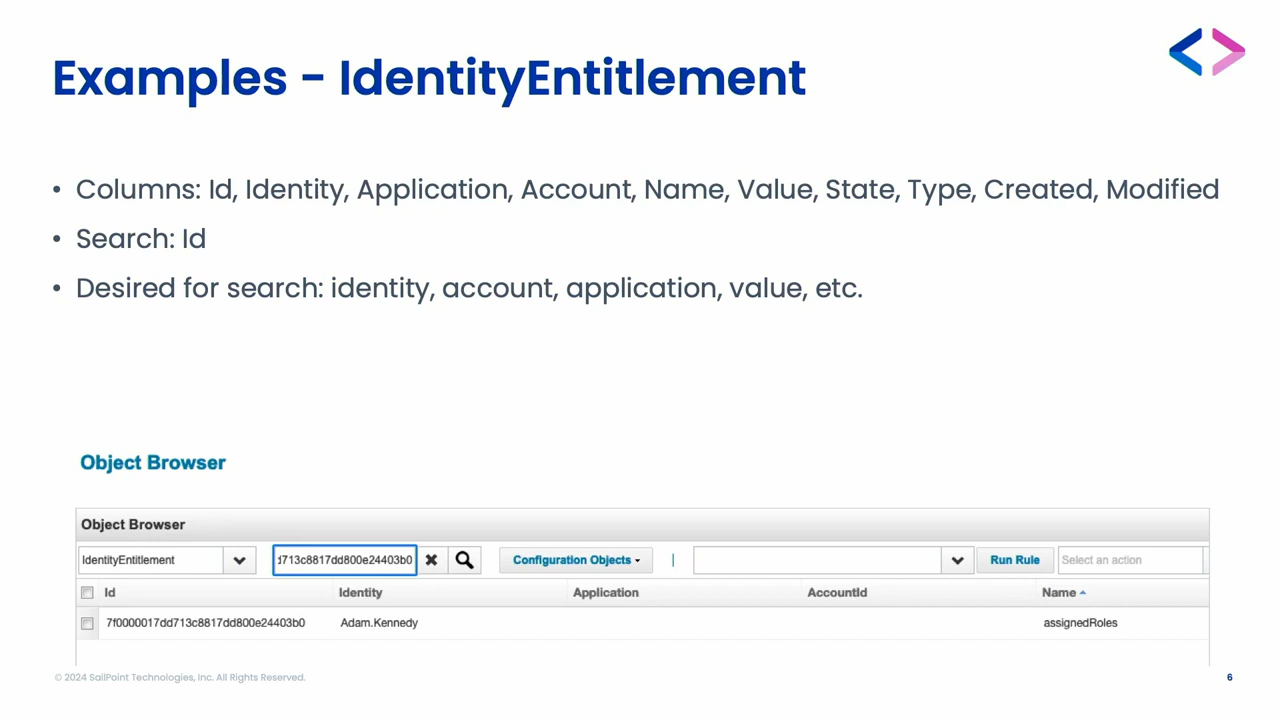 Examples - IdentityEntitlement
• Columns: Id, Identity, Application, Account, Name, Value, State, Type, Created, Modified
• Search: Id
• Desired for search: identity, account, application, value, etc.
Object Browser
Object Browser
IdentityEntitlement
d713c8817dd800e24403b0
Configuration Objects
|
Run Rule
Select an action
Id Identity Application AccountId Name
7f0000017dd713c8817dd800e24403b0 Adam.Kennedy assignedRoles
© 2024 SailPoint Technologies, Inc. All Rights Reserved.
6